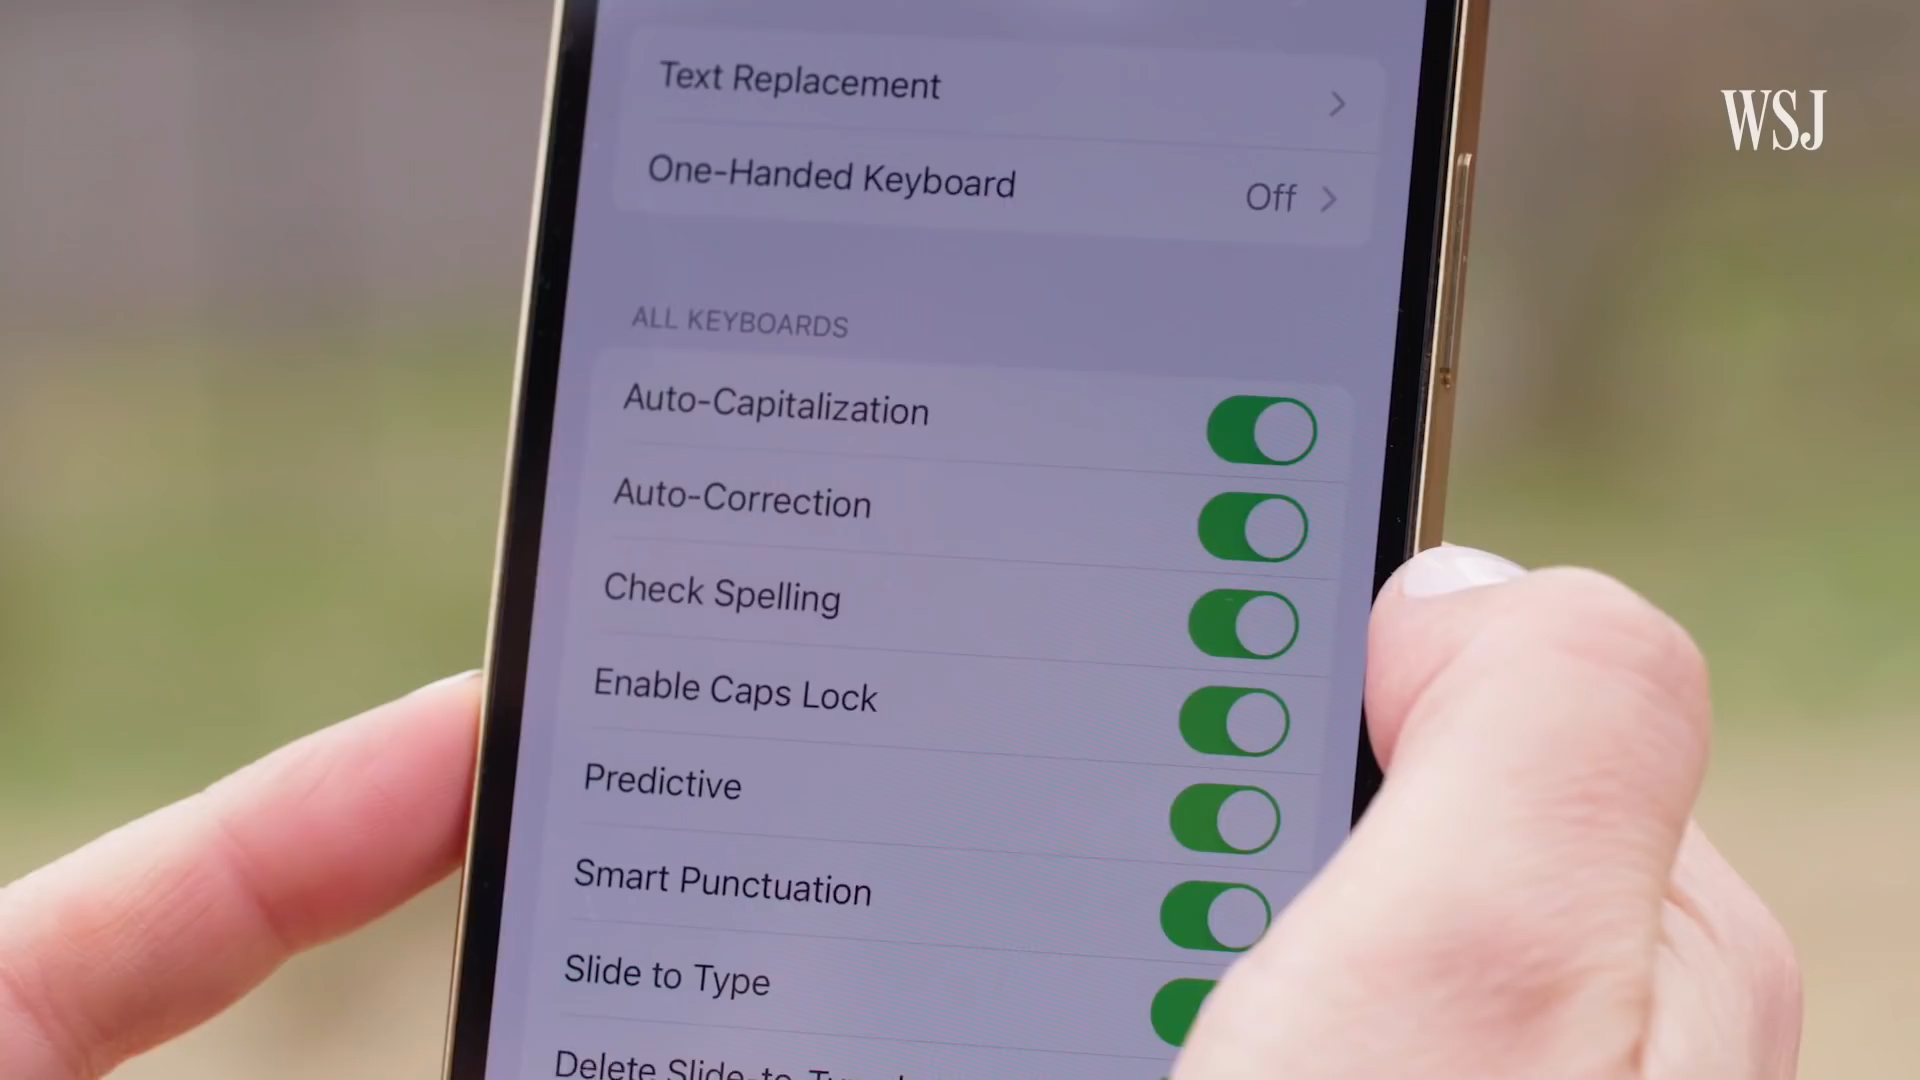 Text Replacement
One-Handed Keyboard Off
ALL KEYBOARDS
Auto-Capitalization
Auto-Correction
Check Spelling
Enable Caps Lock
Predictive
Smart Punctuation
Slide to Type
Delete Slide-to-
WSJ